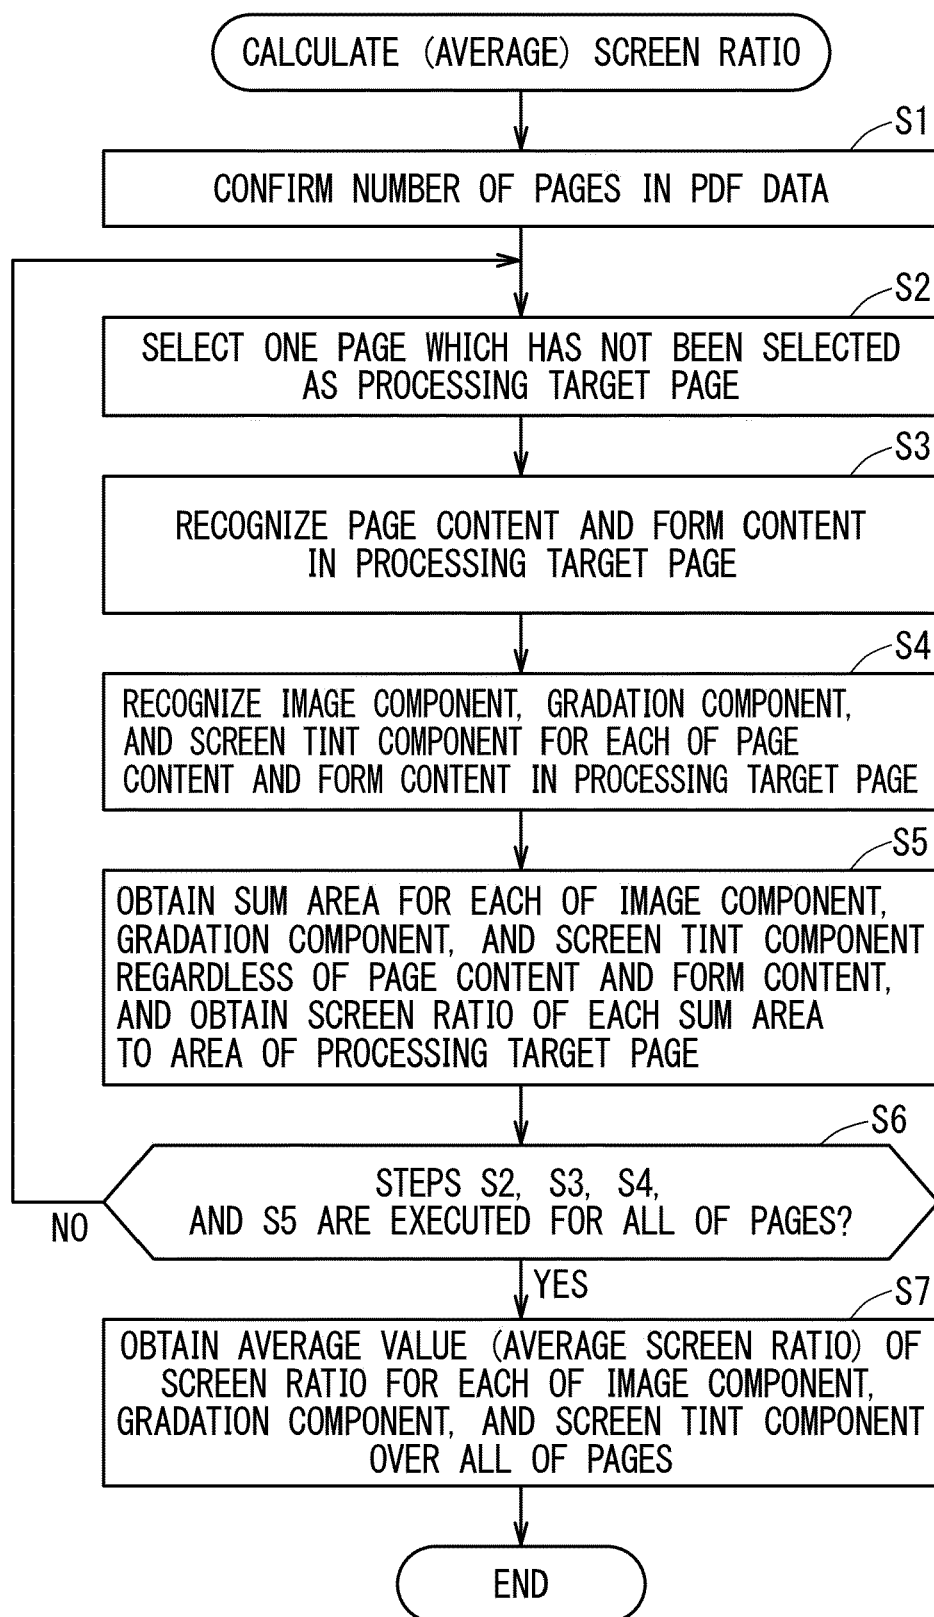 CALCULATE (AVERAGE) SCREEN RATIO
S1
CONFIRM NUMBER OF PAGES IN PDF DATA
S2
SELECT ONE PAGE WHICH HAS NOT BEEN SELECTED
AS PROCESSING TARGET PAGE
S3
RECOGNIZE PAGE CONTENT AND FORM CONTENT
IN PROCESSING TARGET PAGE
S4
RECOGNIZE IMAGE COMPONENT, GRADATION COMPONENT,
AND SCREEN TINT COMPONENT FOR EACH OF PAGE
CONTENT AND FORM CONTENT IN PROCESSING TARGET PAGE
S5
OBTAIN SUM AREA FOR EACH OF IMAGE COMPONENT,
GRADATION COMPONENT, AND SCREEN TINT COMPONENT
REGARDLESS OF PAGE CONTENT AND FORM CONTENT,
AND OBTAIN SCREEN RATIO OF EACH SUM AREA
TO AREA OF PROCESSING TARGET PAGE
S6
STEPS S2, S3, S4,
AND S5 ARE EXECUTED FOR ALL OF PAGES?
NO
YES
S7
OBTAIN AVERAGE VALUE (AVERAGE SCREEN RATIO) OF
SCREEN RATIO FOR EACH OF IMAGE COMPONENT,
GRADATION COMPONENT, AND SCREEN TINT COMPONENT
OVER ALL OF PAGES
END